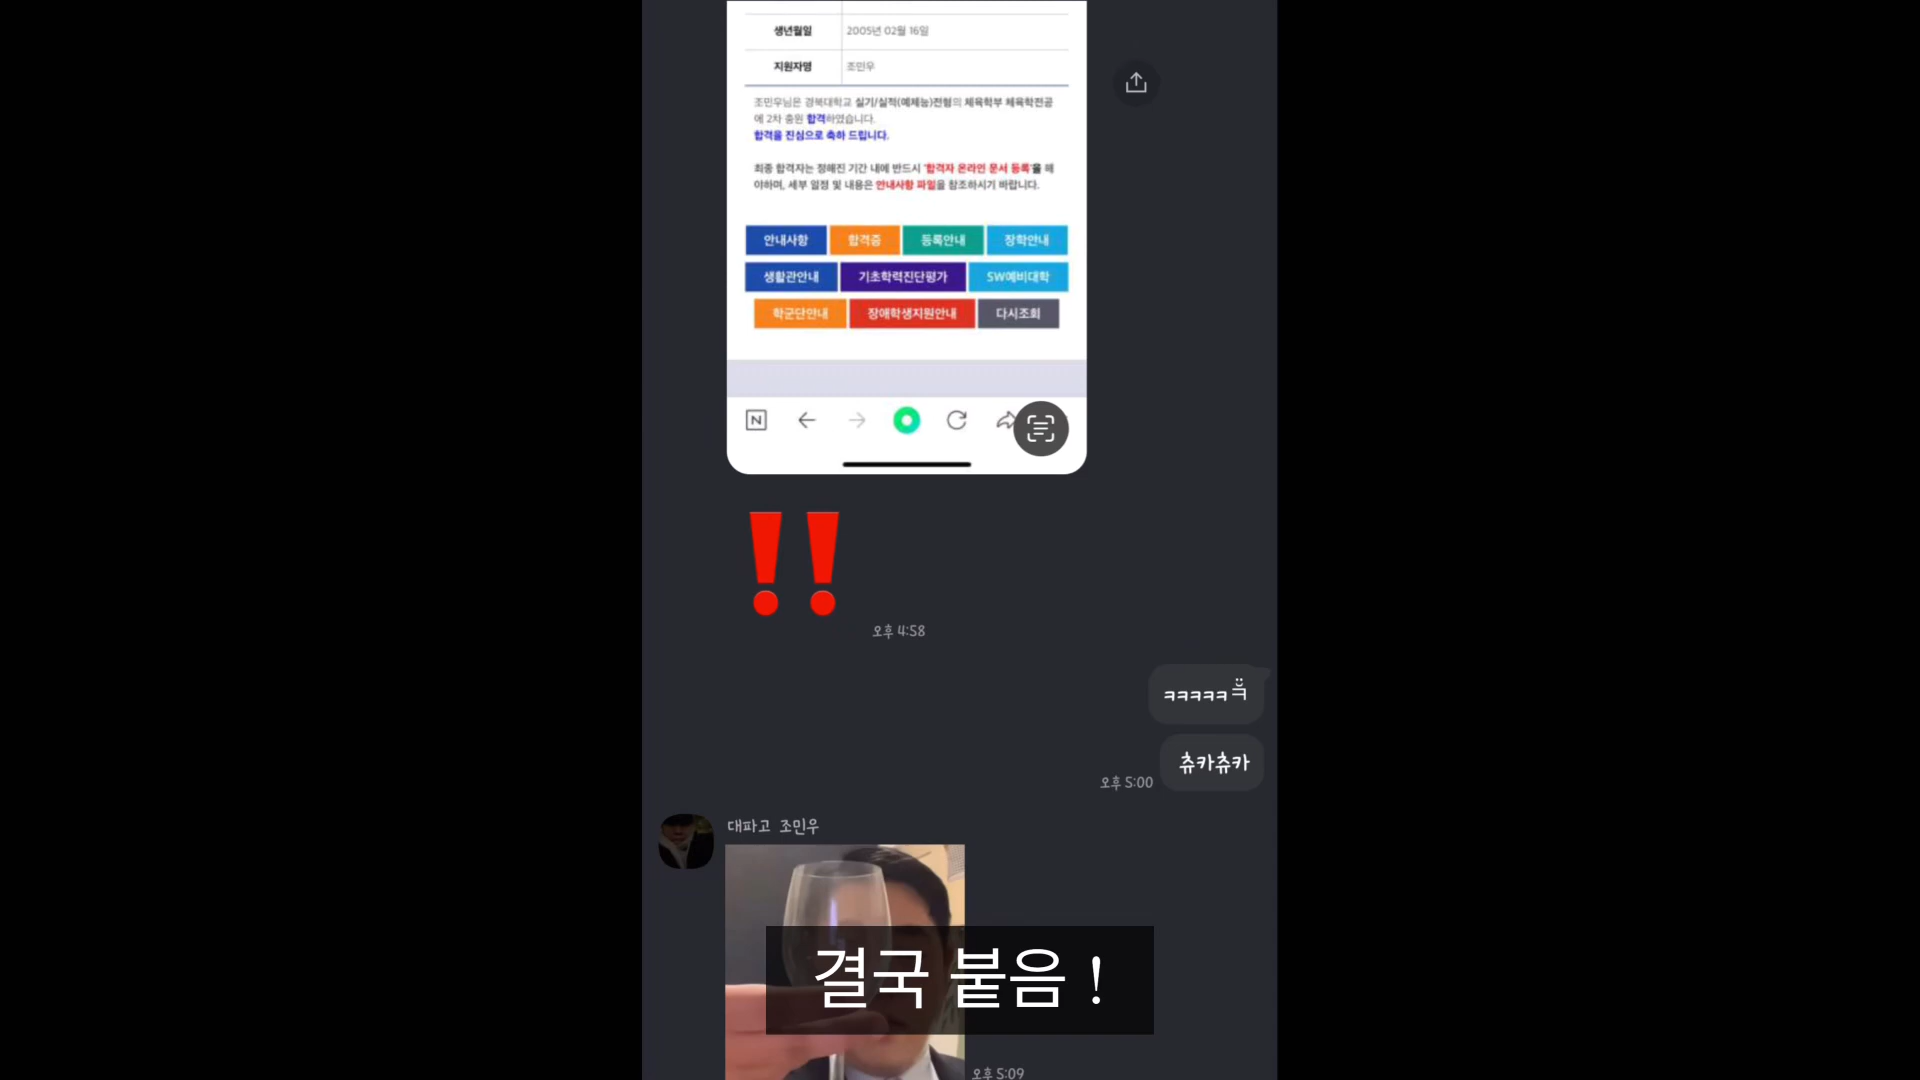 생년월일 2005년 02월 16일
지원자명 조민우
조민우님은 경북대학교 실기/실적(예체능)전형의 체육학부 체육학전공
에 2차 충원 합격하였습니다.
합격을 진심으로 축하 드립니다.
최종 합격자는 정해진 기간 내에 반드시 '합격자 온라인 문서 등록'을 해
야하며, 세부 일정 및 내용은 안내사항 파일을 참조하시기 바랍니다.
안내사항 합격증 등록안내 장학안내
생활관안내 기초학력진단평가 SW예비대학
학군단안내 장애학생지원안내 다시조회
N
오후 4:58
ㅋㅋㅋㅋㅋ
츄카츄카
오후 5:00
대파고 조민우
결국 붙음 !
오후 5:09